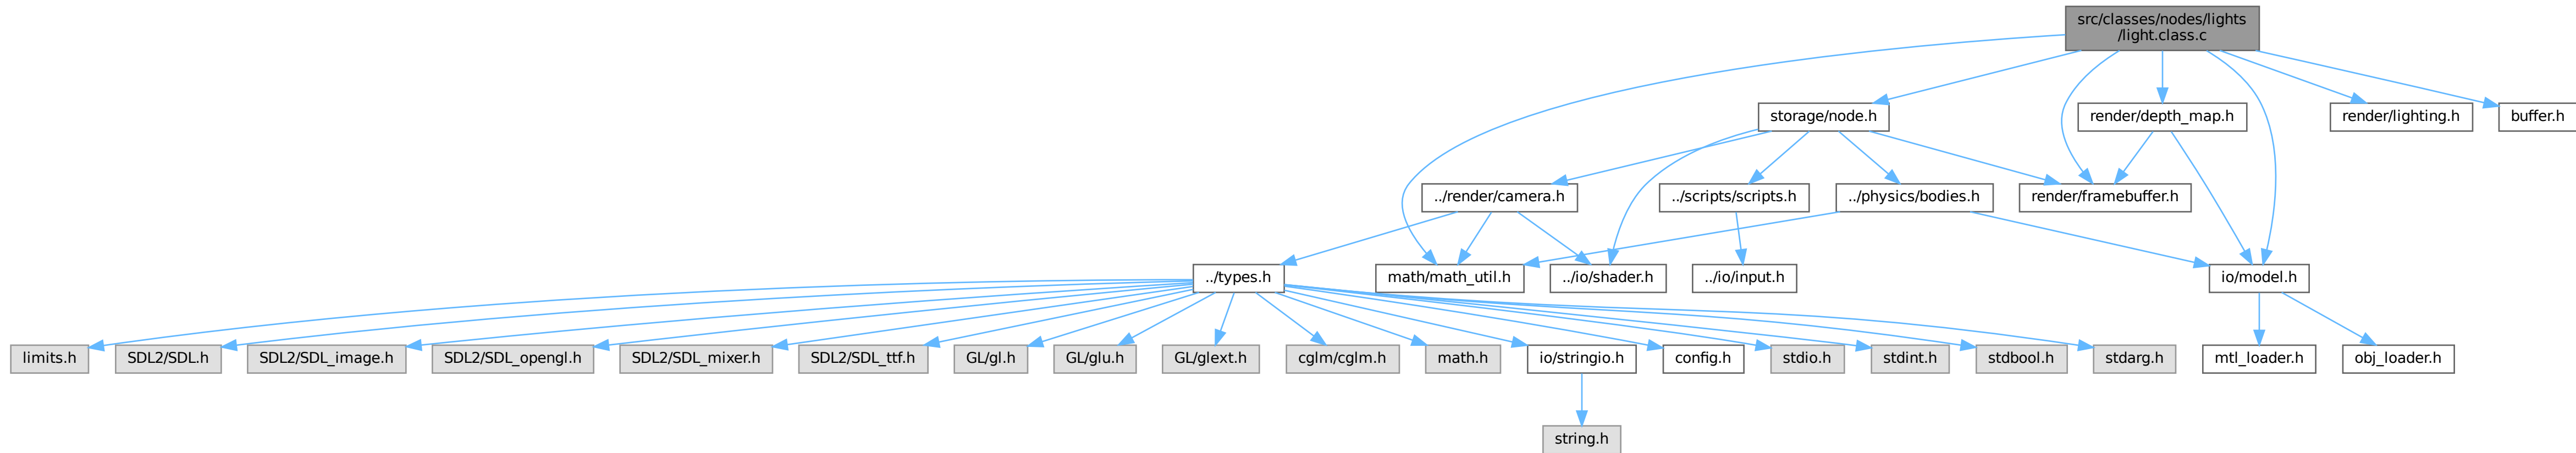 src/classes/nodes/lights
/light.class.c
storage/node.h
render/depth_map.h
render/lighting.h
buffer.h
../render/camera.h
../scripts/scripts.h
../physics/bodies.h
render/framebuffer.h
../types.h
math/math_util.h
../io/shader.h
../io/input.h
io/model.h
limits.h
SDL2/SDL.h
SDL2/SDL_image.h
SDL2/SDL_opengl.h
SDL2/SDL_mixer.h
SDL2/SDL_ttf.h
GL/gl.h
GL/glu.h
GL/glext.h
cglm/cglm.h
math.h
io/stringio.h
config.h
stdio.h
stdint.h
stdbool.h
stdarg.h
mtl_loader.h
obj_loader.h
string.h